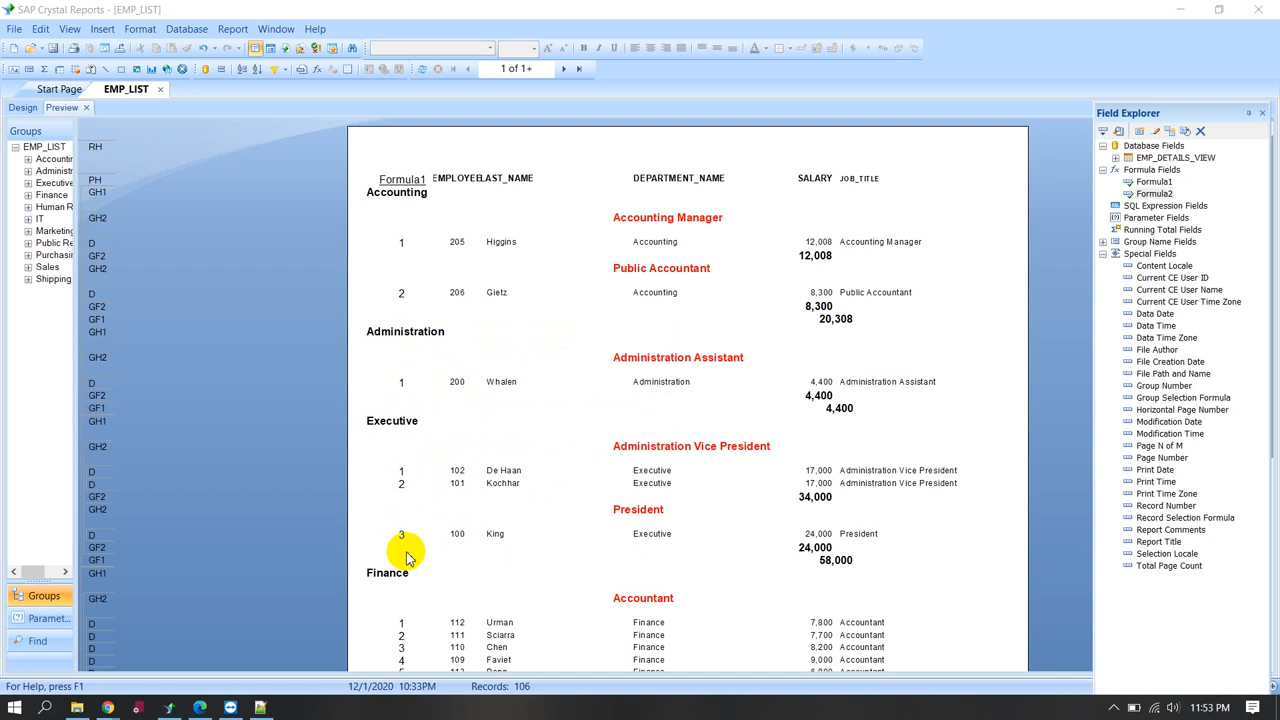 SAP Crystal Reports - [EMP_LIST]
File Edit View Insert Format Database Report Window Help
1 of 1+
Start Page EMP_LIST
Design Preview
Groups
EMP_LIST
Accountin
Administr
Executive
Finance
Human R
IT
Marketing
Public Re
Purchasin
Sales
Shipping
Groups
Paramet...
Find
RH
PH Formula1 EMPLOYEE LAST_NAME DEPARTMENT_NAME SALARY JOB_TITLE
GH1 Accounting
GH2 Accounting Manager
D 1 205 Higgins Accounting 12,008 Accounting Manager
GF2 12,008
GH2 Public Accountant
D 2 206 Gietz Accounting 8,300 Public Accountant
GF2 8,300
GF1 20,308
GH1 Administration
GH2 Administration Assistant
D 1 200 Whalen Administration 4,400 Administration Assistant
GF2 4,400
GF1 4,400
GH1 Executive
GH2 Administration Vice President
D 1 102 De Haan Executive 17,000 Administration Vice President
D 2 101 Kochhar Executive 17,000 Administration Vice President
GF2 34,000
GH2 President
D 3 100 King Executive 24,000 President
GF2 24,000
GF1 58,000
GH1 Finance
GH2 Accountant
D 1 112 Urman Finance 7,800 Accountant
D 2 111 Sciarra Finance 7,700 Accountant
D 3 110 Chen Finance 8,200 Accountant
D 4 109 Faviet Finance 9,000 Accountant
Field Explorer
Database Fields
EMP_DETAILS_VIEW
Formula Fields
Formula1
Formula2
SQL Expression Fields
Parameter Fields
Running Total Fields
Group Name Fields
Special Fields
Content Locale
Current CE User ID
Current CE User Name
Current CE User Time Zone
Data Date
Data Time
Data Time Zone
File Author
File Creation Date
File Path and Name
Group Number
Group Selection Formula
Horizontal Page Number
Modification Date
Modification Time
Page N of M
Page Number
Print Date
Print Time
Print Time Zone
Record Number
Record Selection Formula
Report Comments
Report Title
Selection Locale
Total Page Count
For Help, press F1 12/1/2020 10:33PM Records: 106
11:53 PM